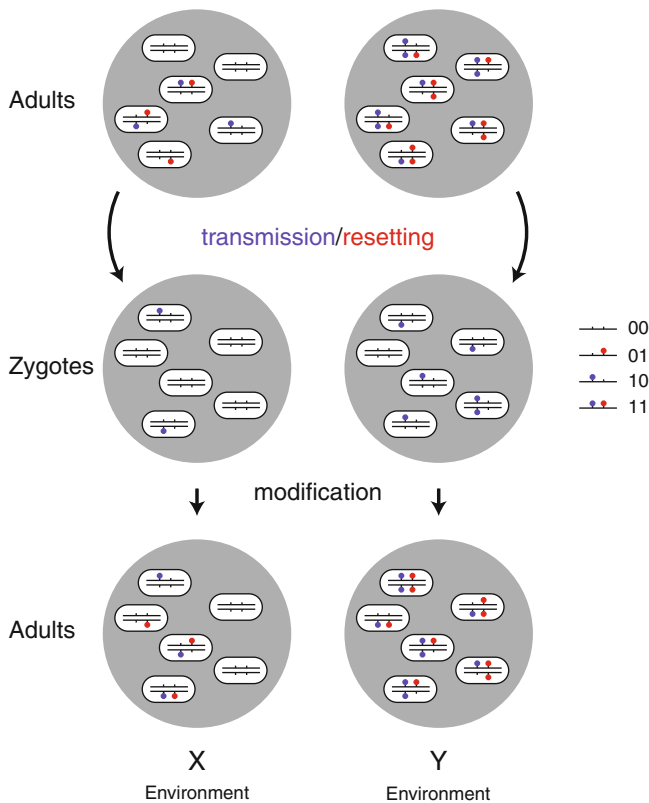 Adults
transmission/resetting
Zygotes
00
01
10
11
modification
Adults
X
Y
Environment
Environment